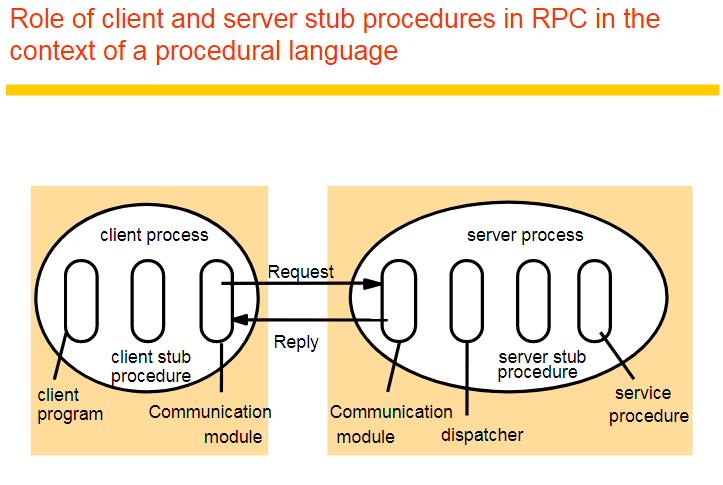 Role of client and server stub procedures in RPC in the
context of a procedural language
client process
server process
Request
Reply
client stub
procedure
server stub
procedure
client
program
Communication
module
Communication
module
dispatcher
service
procedure